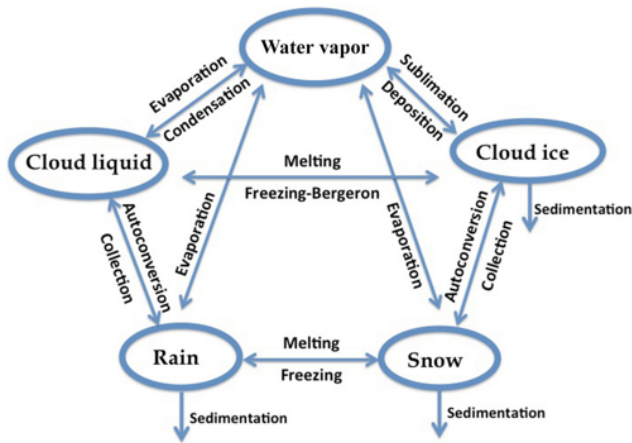 Water vapor
Evaporation
Condensation
Sublimation
Deposition
Cloud liquid
Melting
Freezing-Bergeron
Cloud ice
Sedimentation
Evaporation
Evaporation
Autoconversion
Collection
Autoconversion
Collection
Rain
Melting
Freezing
Snow
Sedimentation
Sedimentation